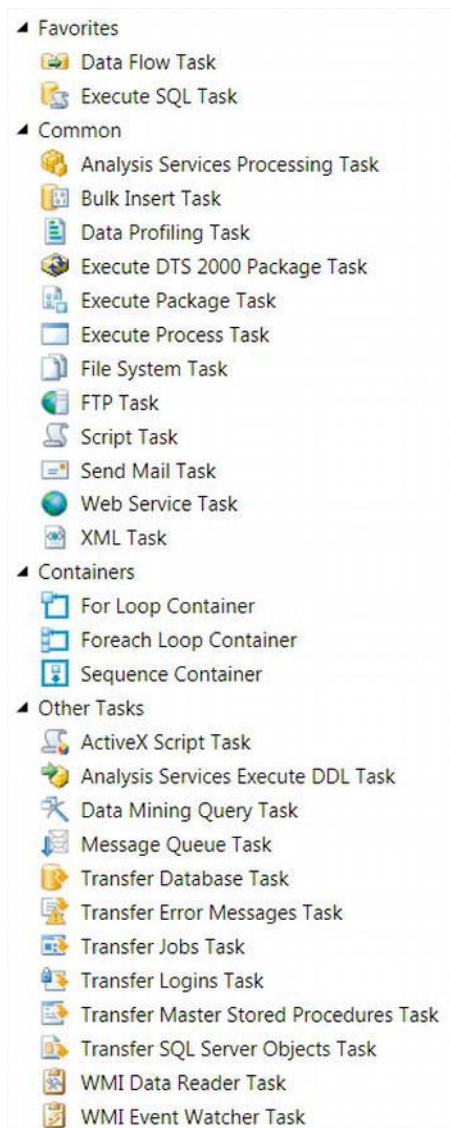 Favorites
Data Flow Task
Execute SQL Task
Common
Analysis Services Processing Task
Bulk Insert Task
Data Profiling Task
Execute DTS 2000 Package Task
Execute Package Task
Execute Process Task
File System Task
FTP Task
Script Task
Send Mail Task
Web Service Task
XML Task
Containers
For Loop Container
Foreach Loop Container
Sequence Container
Other Tasks
ActiveX Script Task
Analysis Services Execute DDL Task
Data Mining Query Task
Message Queue Task
Transfer Database Task
Transfer Error Messages Task
Transfer Jobs Task
Transfer Logins Task
Transfer Master Stored Procedures Task
Transfer SQL Server Objects Task
WMI Data Reader Task
WMI Event Watcher Task